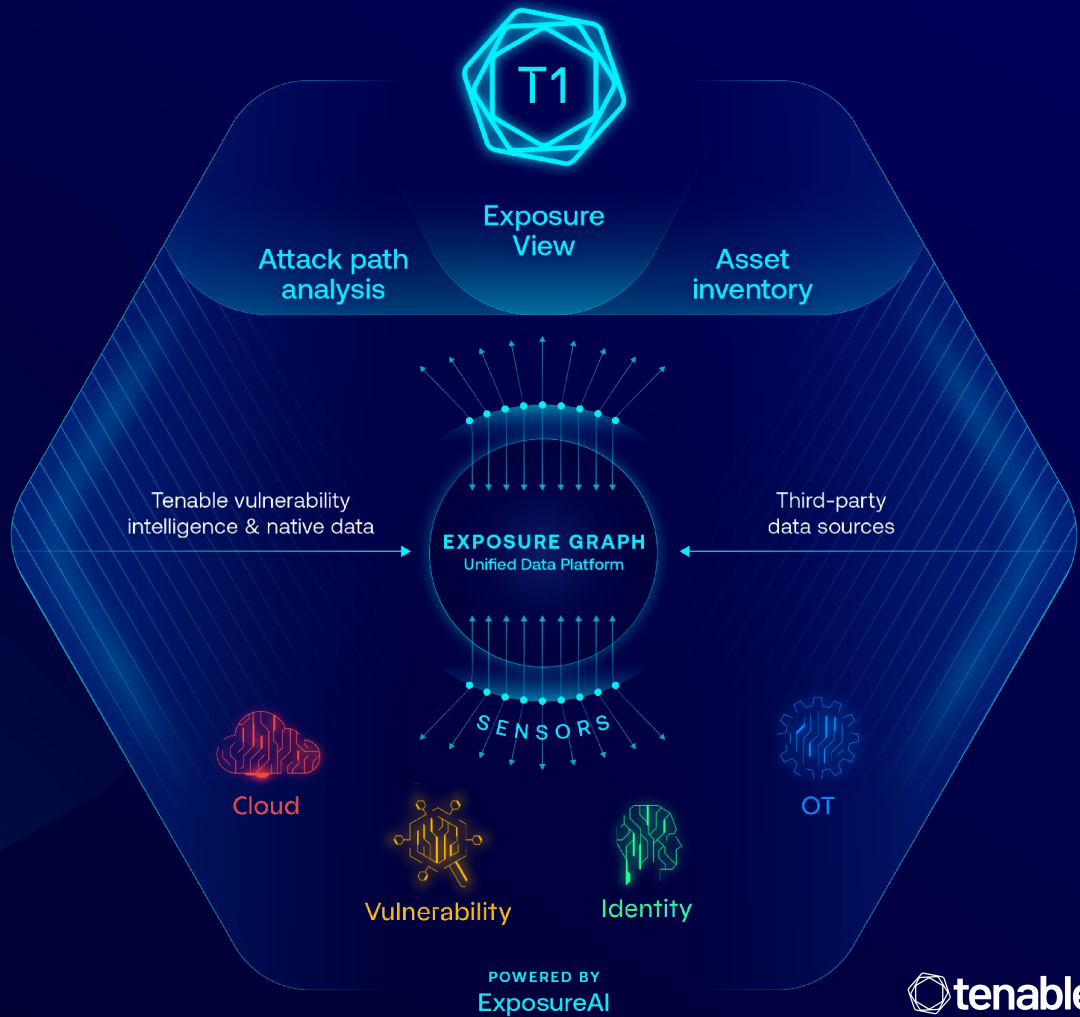 T1
Exposure
View
Attack path
analysis
Asset
inventory
Tenable vulnerability
intelligence & native data
Third-party
data sources
EXPOSURE GRAPH
Unified Data Platform
SENSORS
Cloud
OT
Vulnerability
Identity
POWERED BY
ExposureAI
tenable